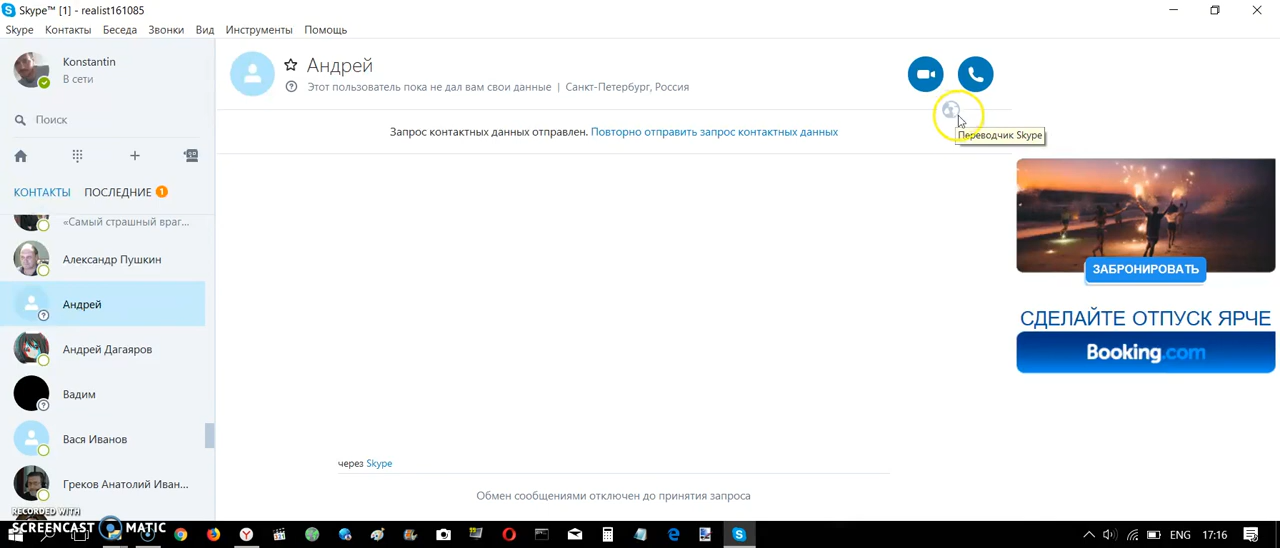 Skype™ [1] - realist161085
Skype Контакты Беседа Звонки Вид Инструменты Помощь
Konstantin
В сети
Поиск
КОНТАКТЫ ПОСЛЕДНИЕ 1
«Самый страшный враг...
Александр Пушкин
Андрей
Андрей Дагаяров
Вадим
Вася Иванов
Греков Анатолий Иван...
Андрей
Этот пользователь пока не дал вам свои данные | Санкт-Петербург, Россия
Запрос контактных данных отправлен. Повторно отправить запрос контактных данных
Переводчик Skype
через Skype
Обмен сообщениями отключен до принятия запроса
ЗАБРОНИРОВАТЬ
СДЕЛАЙТЕ ОТПУСК ЯРЧЕ
Booking.com
RECORDED WITH
SCREENCAST MATIC
ENG 17:16